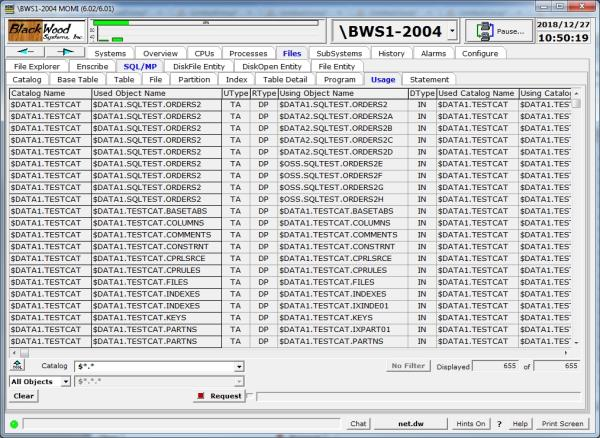 \BWS1-2004 MOMI (6.02/6.01)
BlackWood Systems, Inc.
\BWS1-2004
Pause...
2018/12/27
10:50:19
Systems Overview CPUs Processes Files SubSystems History Alarms Configure
File Explorer Enscribe SQL/MP DiskFile Entity DiskOpen Entity File Entity
Catalog Base Table Table File Partition Index Table Detail Program Usage Statement
Catalog Name Used Object Name UType RType Using Object Name DType Used Catalog Name Using Catalog
$DATA1.TESTCAT $DATA1.SQLTEST.ORDERS2 TA DP $DATA1.SQLTEST.ORDERS2 IN $DATA1.TESTCAT $DATA1.TES
$DATA1.TESTCAT $DATA1.SQLTEST.ORDERS2 TA DP $DATA2.SQLTEST.ORDERS2A IN $DATA1.TESTCAT $DATA1.TES
$DATA1.TESTCAT $DATA1.SQLTEST.ORDERS2 TA DP $DATA2.SQLTEST.ORDERS2B IN $DATA1.TESTCAT $DATA1.TES
$DATA1.TESTCAT $DATA1.SQLTEST.ORDERS2 TA DP $DATA2.SQLTEST.ORDERS2C IN $DATA1.TESTCAT $DATA1.TES
$DATA1.TESTCAT $DATA1.SQLTEST.ORDERS2 TA DP $DATA2.SQLTEST.ORDERS2D IN $DATA1.TESTCAT $DATA1.TES
$DATA1.TESTCAT $DATA1.SQLTEST.ORDERS2 TA DP $OSS.SQLTEST.ORDERS2E IN $DATA1.TESTCAT $DATA1.TES
$DATA1.TESTCAT $DATA1.SQLTEST.ORDERS2 TA DP $OSS.SQLTEST.ORDERS2F IN $DATA1.TESTCAT $DATA1.TES
$DATA1.TESTCAT $DATA1.SQLTEST.ORDERS2 TA DP $OSS.SQLTEST.ORDERS2G IN $DATA1.TESTCAT $DATA1.TES
$DATA1.TESTCAT $DATA1.SQLTEST.ORDERS2 TA DP $OSS.SQLTEST.ORDERS2H IN $DATA1.TESTCAT $DATA1.TES
$DATA1.TESTCAT $DATA1.TESTCAT.BASETABS TA DP $DATA1.TESTCAT.BASETABS IN $DATA1.TESTCAT $DATA1.TES
$DATA1.TESTCAT $DATA1.TESTCAT.COLUMNS TA DP $DATA1.TESTCAT.COLUMNS IN $DATA1.TESTCAT $DATA1.TES
$DATA1.TESTCAT $DATA1.TESTCAT.COMMENTS TA DP $DATA1.TESTCAT.COMMENTS IN $DATA1.TESTCAT $DATA1.TES
$DATA1.TESTCAT $DATA1.TESTCAT.CONSTRNT TA DP $DATA1.TESTCAT.CONSTRNT IN $DATA1.TESTCAT $DATA1.TES
$DATA1.TESTCAT $DATA1.TESTCAT.CPRLSRCE TA DP $DATA1.TESTCAT.CPRLSRCE IN $DATA1.TESTCAT $DATA1.TES
$DATA1.TESTCAT $DATA1.TESTCAT.CPRULES TA DP $DATA1.TESTCAT.CPRULES IN $DATA1.TESTCAT $DATA1.TES
$DATA1.TESTCAT $DATA1.TESTCAT.FILES TA DP $DATA1.TESTCAT.FILES IN $DATA1.TESTCAT $DATA1.TES
$DATA1.TESTCAT $DATA1.TESTCAT.INDEXES TA DP $DATA1.TESTCAT.INDEXES IN $DATA1.TESTCAT $DATA1.TES
$DATA1.TESTCAT $DATA1.TESTCAT.INDEXES TA DP $DATA1.TESTCAT.IXINDE01 IN $DATA1.TESTCAT $DATA1.TES
$DATA1.TESTCAT $DATA1.TESTCAT.KEYS TA DP $DATA1.TESTCAT.KEYS IN $DATA1.TESTCAT $DATA1.TES
$DATA1.TESTCAT $DATA1.TESTCAT.PARTNS TA DP $DATA1.TESTCAT.IXPART01 IN $DATA1.TESTCAT $DATA1.TES
$DATA1.TESTCAT $DATA1.TESTCAT.PARTNS TA DP $DATA1.TESTCAT.PARTNS IN $DATA1.TESTCAT $DATA1.TES
Catalog $*.* No Filter Displayed 655 of 655
All Objects $*.*.*
Clear Request
Chat net.dw Hints On ? Help Print Screen